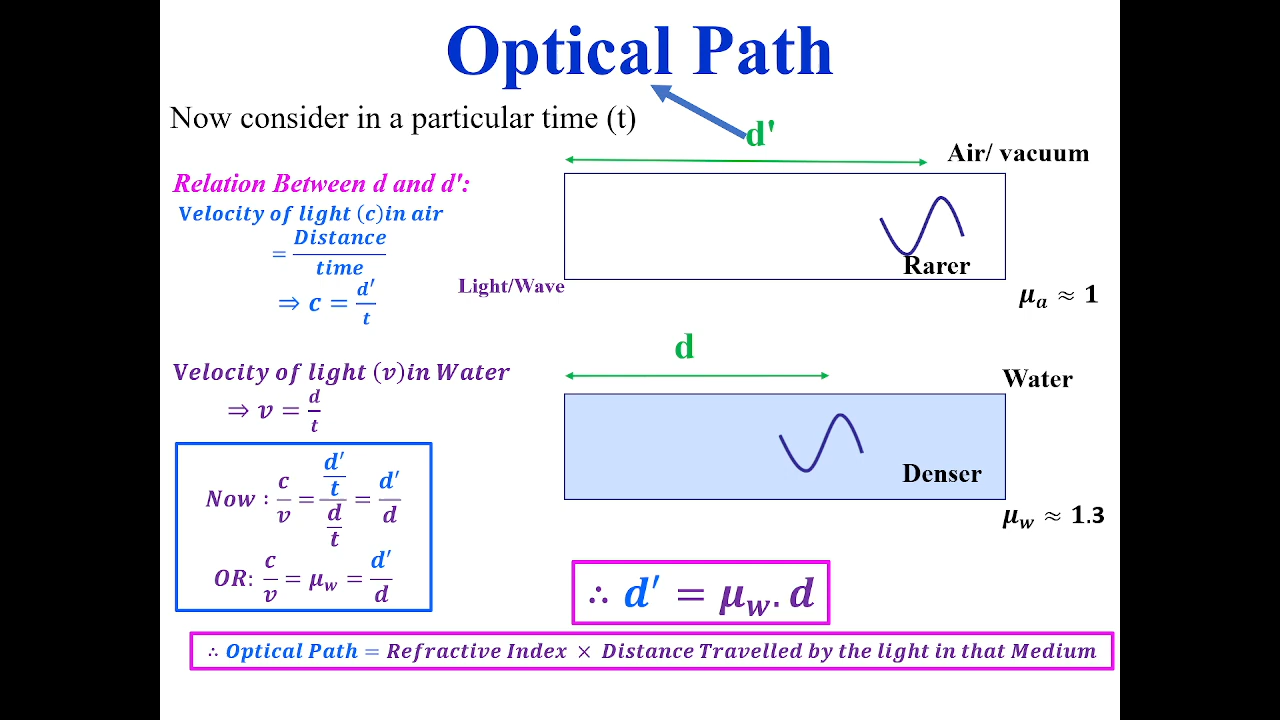 Optical Path
Now consider in a particular time (t)
d'
Air/ vacuum
Relation Between d and d':
Velocity of light (c)in air
= Distance/time
⇒ c = d′/t
Rarer
Light/Wave
μₐ ≈ 1
d
Velocity of light (v)in Water
⇒ v = d/t
Water
Denser
μ_w ≈ 1.3
Now : c/v = (d′/t)/(d/t) = d′/d
OR: c/v = μ_w = d′/d
∴ d′ = μ_w. d
∴ Optical Path = Refractive Index × Distance Travelled by the light in that Medium